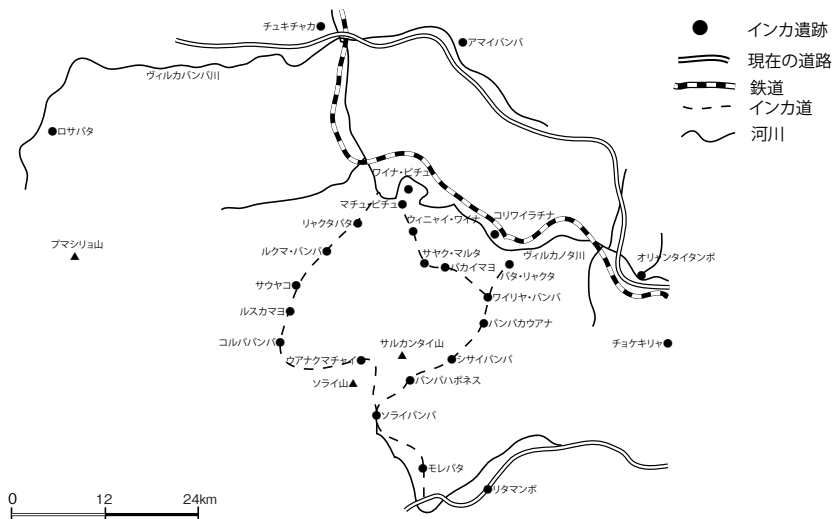 チュキチャカ
アマイバンバ
ヴィルカバンバ川
ロサパタ
ワイナ・ピチュ
マチュ・ピチュ
リャクタパタ
ウィニャイ・ワイナ
コリワイラチナ
プマシリョ山
ルクマ・バンバ
サヤク・マルタ
パカイマヨ
ヴィルカノタ川
パタ・リャクタ
オリャンタイタンボ
サウヤコ
ワイリヤ・バンバ
ルスカマヨ
パンパカウアナ
コルパバンバ
サルカンタイ山
チョケキリャ
ウアナクマチャイ
シサイパンパ
ソライ山
パンパハポネス
ソライパンパ
モレパタ
リタマンボ
インカ遺跡
現在の道路
鉄道
インカ道
河川
0 12 24km